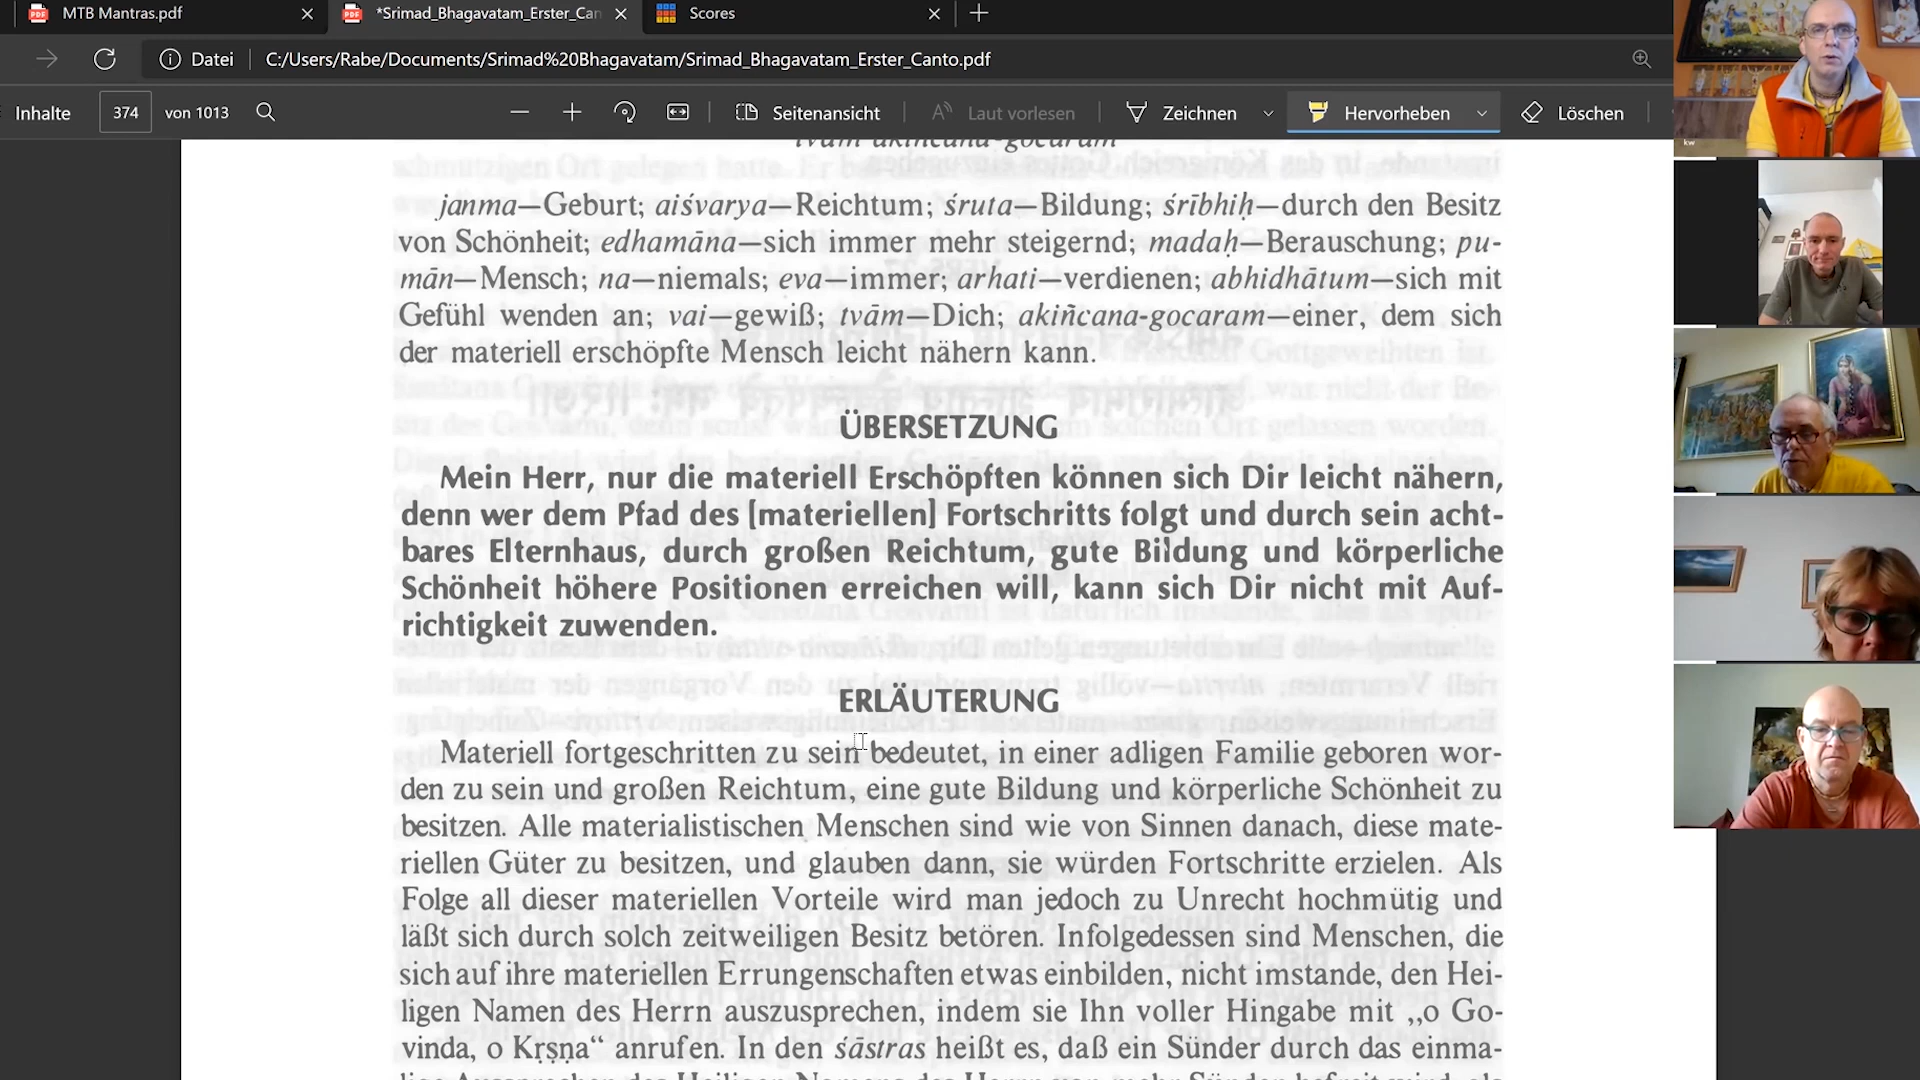 MTB Mantras.pdf
*Srimad_Bhagavatam_Erster_Can
Scores
Datei
C:/Users/Rabe/Documents/Srimad%20Bhagavatam/Srimad_Bhagavatam_Erster_Canto.pdf
Inhalte
374 von 1013
Seitenansicht
Laut vorlesen
Zeichnen
Hervorheben
Löschen
kw
tvām akiñcana-gocaram
janma—Geburt; aiśvarya—Reichtum; śruta—Bildung; śrībhiḥ—durch den Besitz
von Schönheit; edhamāna—sich immer mehr steigernd; madaḥ—Berauschung; pu-
mān—Mensch; na—niemals; eva—immer; arhati—verdienen; abhidhātum—sich mit
Gefühl wenden an; vai—gewiß; tvām—Dich; akiñcana-gocaram—einer, dem sich
der materiell erschöpfte Mensch leicht nähern kann.
ÜBERSETZUNG
Mein Herr, nur die materiell Erschöpften können sich Dir leicht nähern,
denn wer dem Pfad des [materiellen] Fortschritts folgt und durch sein acht-
bares Elternhaus, durch großen Reichtum, gute Bildung und körperliche
Schönheit höhere Positionen erreichen will, kann sich Dir nicht mit Auf-
richtigkeit zuwenden.
ERLÄUTERUNG
Materiell fortgeschritten zu sein bedeutet, in einer adligen Familie geboren wor-
den zu sein und großen Reichtum, eine gute Bildung und körperliche Schönheit zu
besitzen. Alle materialistischen Menschen sind wie von Sinnen danach, diese mate-
riellen Güter zu besitzen, und glauben dann, sie würden Fortschritte erzielen. Als
Folge all dieser materiellen Vorteile wird man jedoch zu Unrecht hochmütig und
läßt sich durch solch zeitweiligen Besitz betören. Infolgedessen sind Menschen, die
sich auf ihre materiellen Errungenschaften etwas einbilden, nicht imstande, den Hei-
ligen Namen des Herrn auszusprechen, indem sie Ihn voller Hingabe mit „o Go-
vinda, o Kṛṣṇa“ anrufen. In den śāstras heißt es, daß ein Sünder durch das einma-